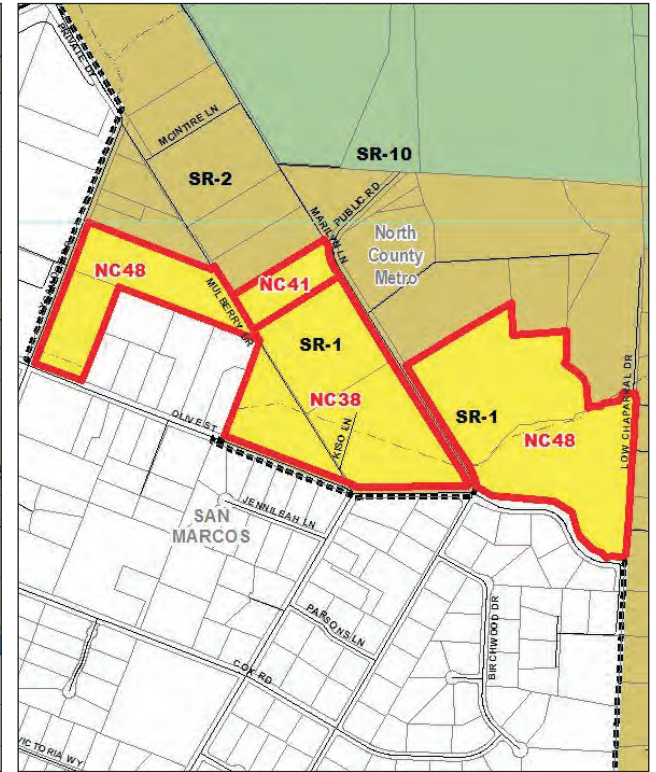 PRIVATE DY
MCINTIRE LN
SR-10
SR-2
PUBLIC RD
MARILYN LN
North
County
Metro
NC48
NC41
MULBERRY DR
SR-1
NC38
SR-1
NC48
LOW CHAPARRAL DR
OLIVE ST
KISO LN
JENNILEAH LN
SAN
MARCOS
PARSONS LN
BIRCHWOOD DR
COX RD
VICTORIA WY